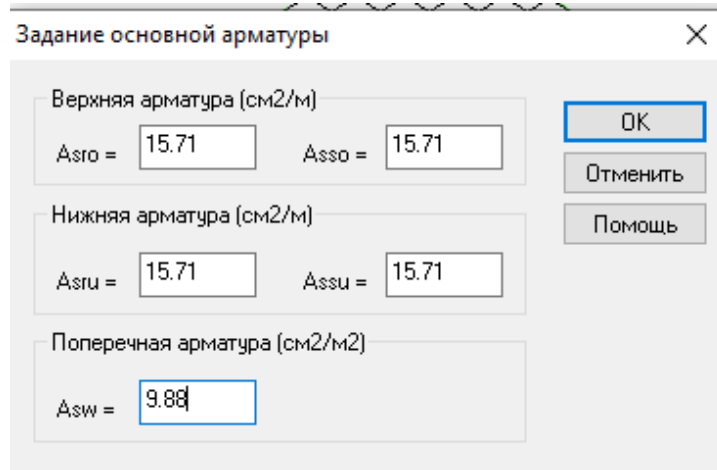 Задание основной арматуры
Верхняя арматура (см2/м)
Asro = 15.71 Asso = 15.71
OK
Отменить
Нижняя арматура (см2/м)
Помощь
Asru = 15.71 Assu = 15.71
Поперечная арматура (см2/м2)
Asw = 9.88